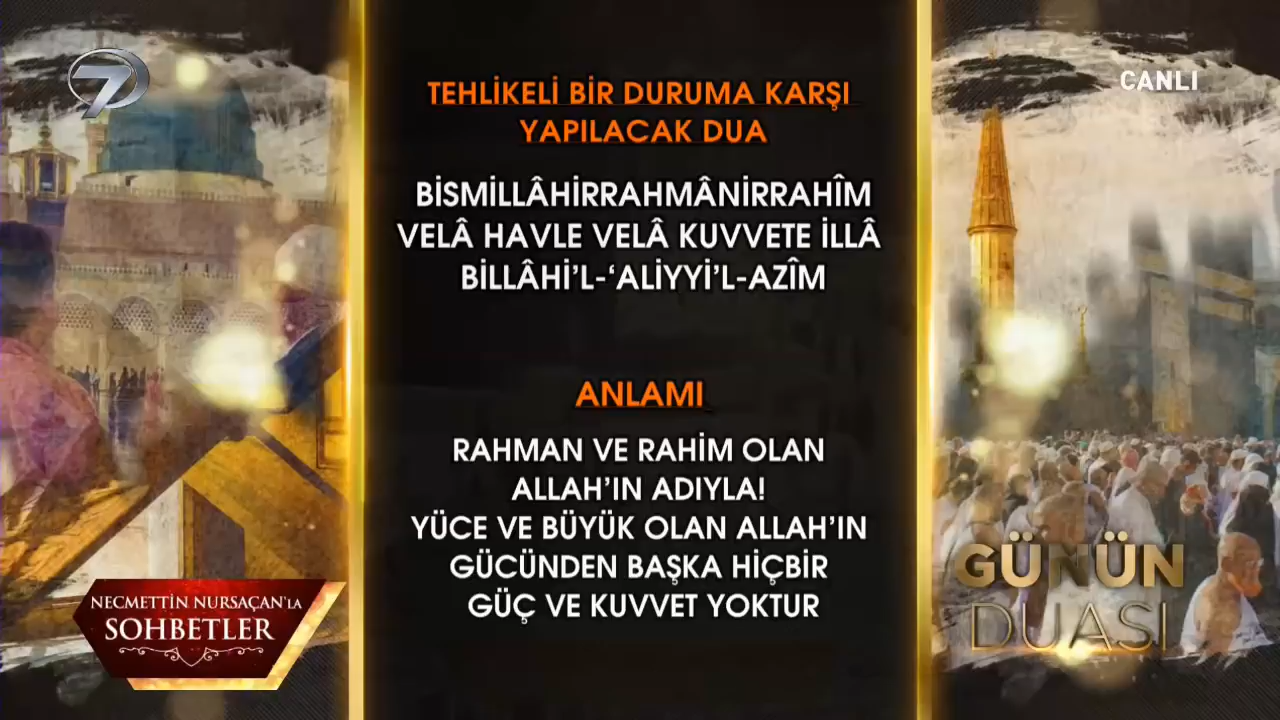 7
CANLI
TEHLİKELİ BİR DURUMA KARŞI
YAPILACAK DUA
BİSMİLLÂHİRRAHMÂNİRRAHÎM
VELÂ HAVLE VELÂ KUVVETE İLLÂ
BİLLÂHİ’L-‘ALİYYİ’L-AZÎM
ANLAMI
RAHMAN VE RAHİM OLAN
ALLAH’IN ADIYLA!
YÜCE VE BÜYÜK OLAN ALLAH’IN
GÜCÜNDEN BAŞKA HİÇBİR
GÜÇ VE KUVVET YOKTUR
NECMETTİN NURSAÇAN'LA
SOHBETLER
GÜNÜN
DUASI